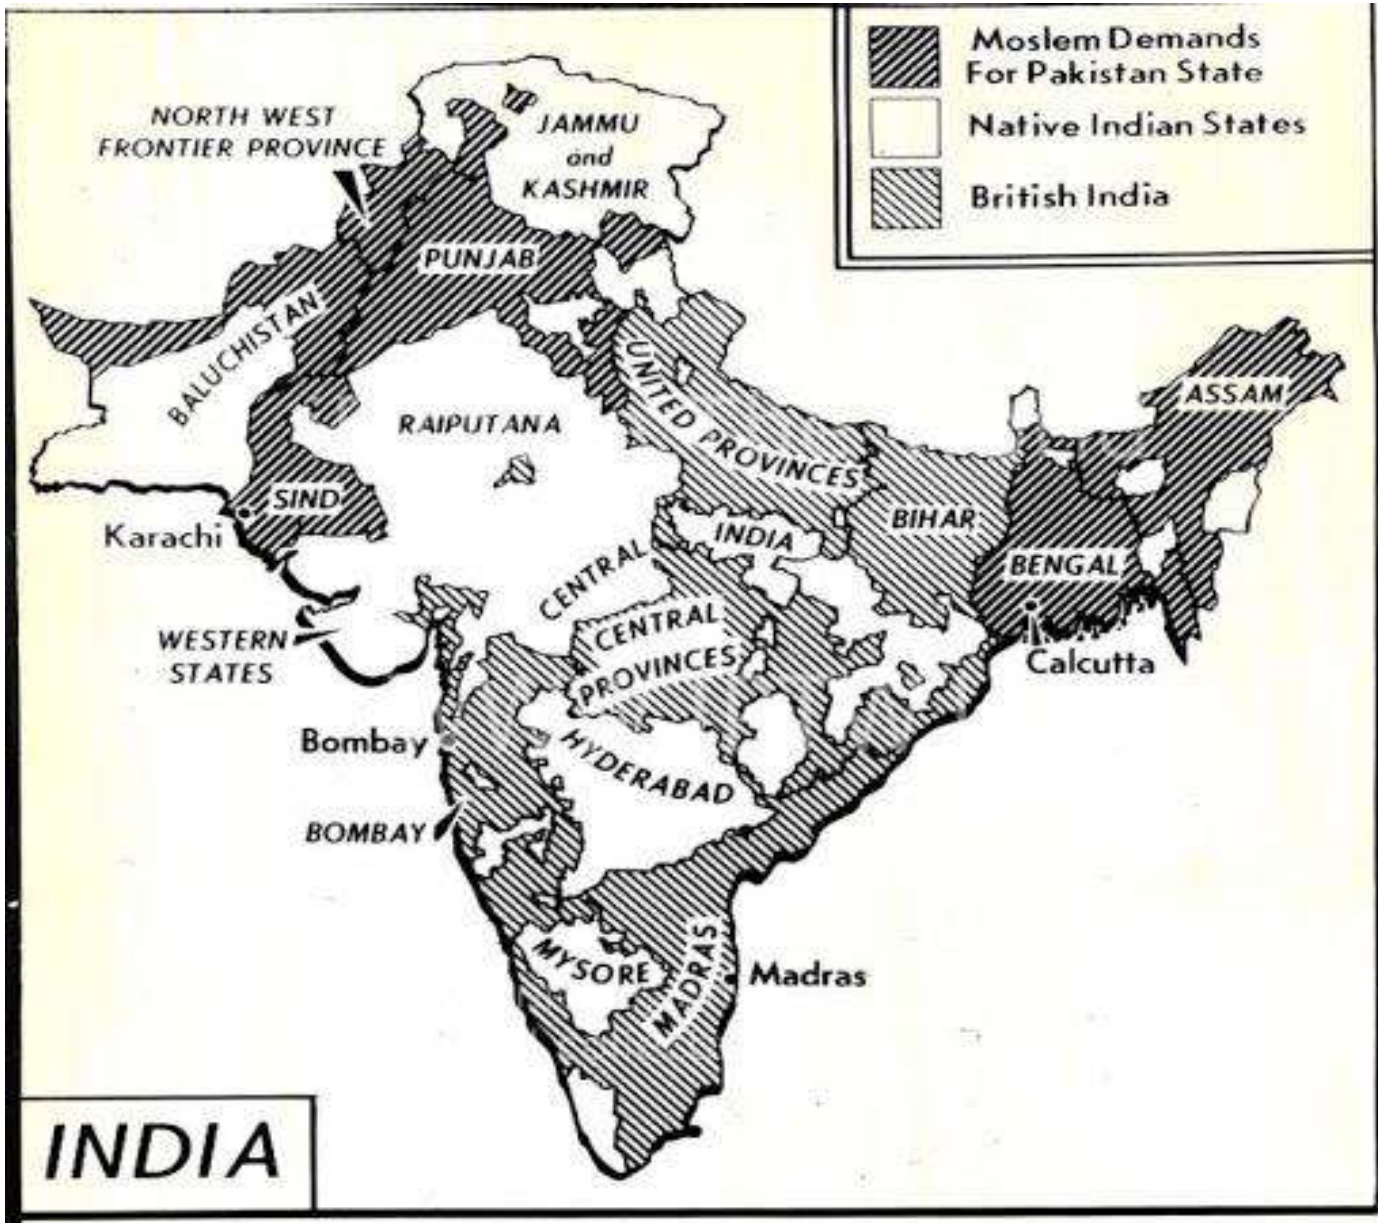 Moslem Demands
For Pakistan State
Native Indian States
British India
NORTH WEST
FRONTIER PROVINCE
JAMMU
and
KASHMIR
PUNJAB
BALUCHISTAN
RAIPUTANA
UNITED PROVINCES
ASSAM
SIND
Karachi
BIHAR
INDIA
CENTRAL
BENGAL
CENTRAL
PROVINCES
WESTERN
STATES
Calcutta
Bombay
HYDERABAD
BOMBAY
MYSORE
MADRAS
Madras
INDIA